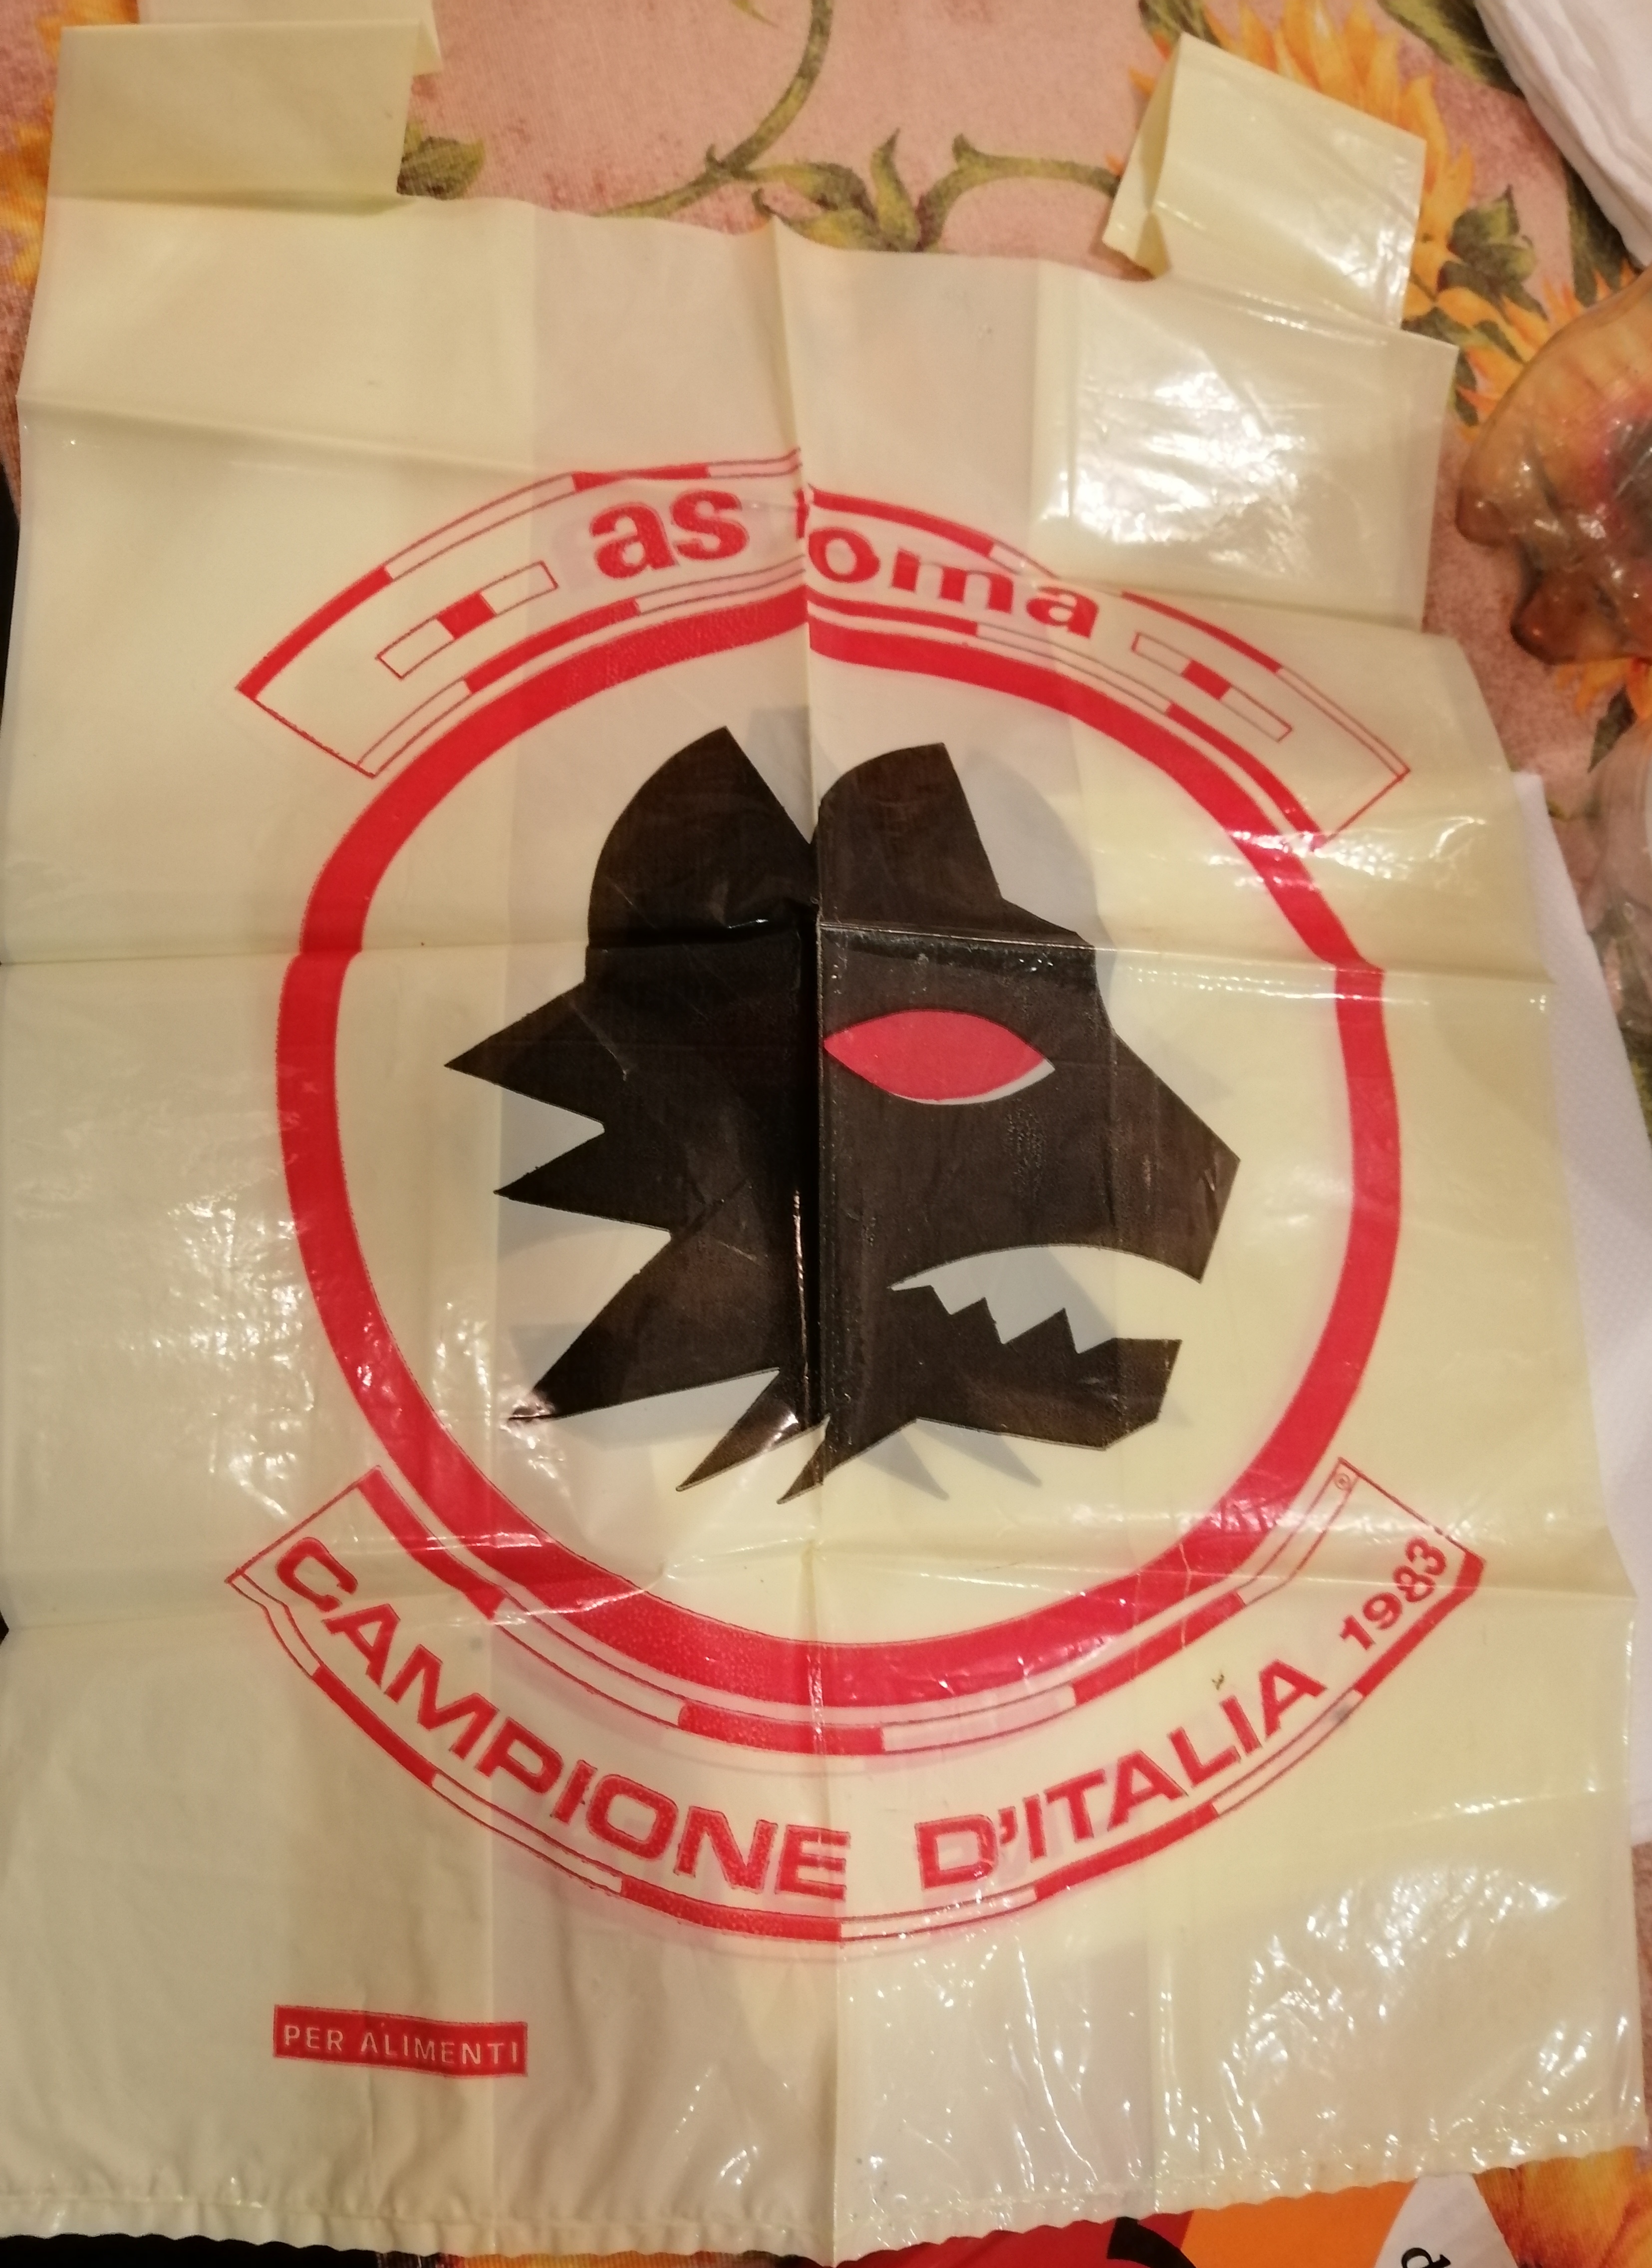 as roma
®
CAMPIONE D'ITALIA 1983
PER ALIMENTI